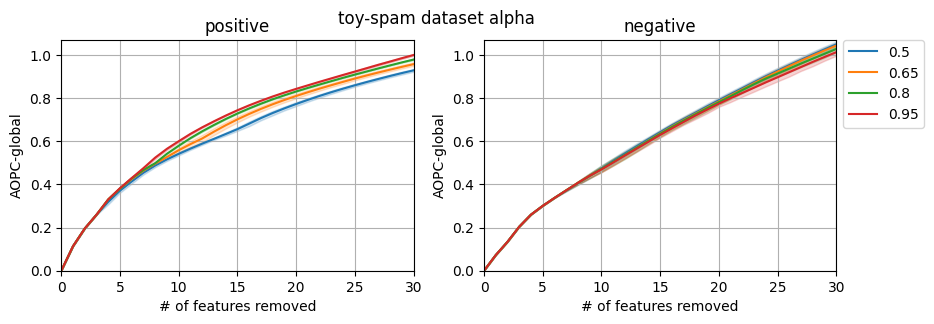 toy-spam dataset alpha
positive
AOPC-global
1.0
0.8
0.6
0.4
0.2
0.0
0 5 10 15 20 25 30
# of features removed
negative
AOPC-global
1.0
0.8
0.6
0.4
0.2
0.0
0 5 10 15 20 25 30
# of features removed
0.5
0.65
0.8
0.95